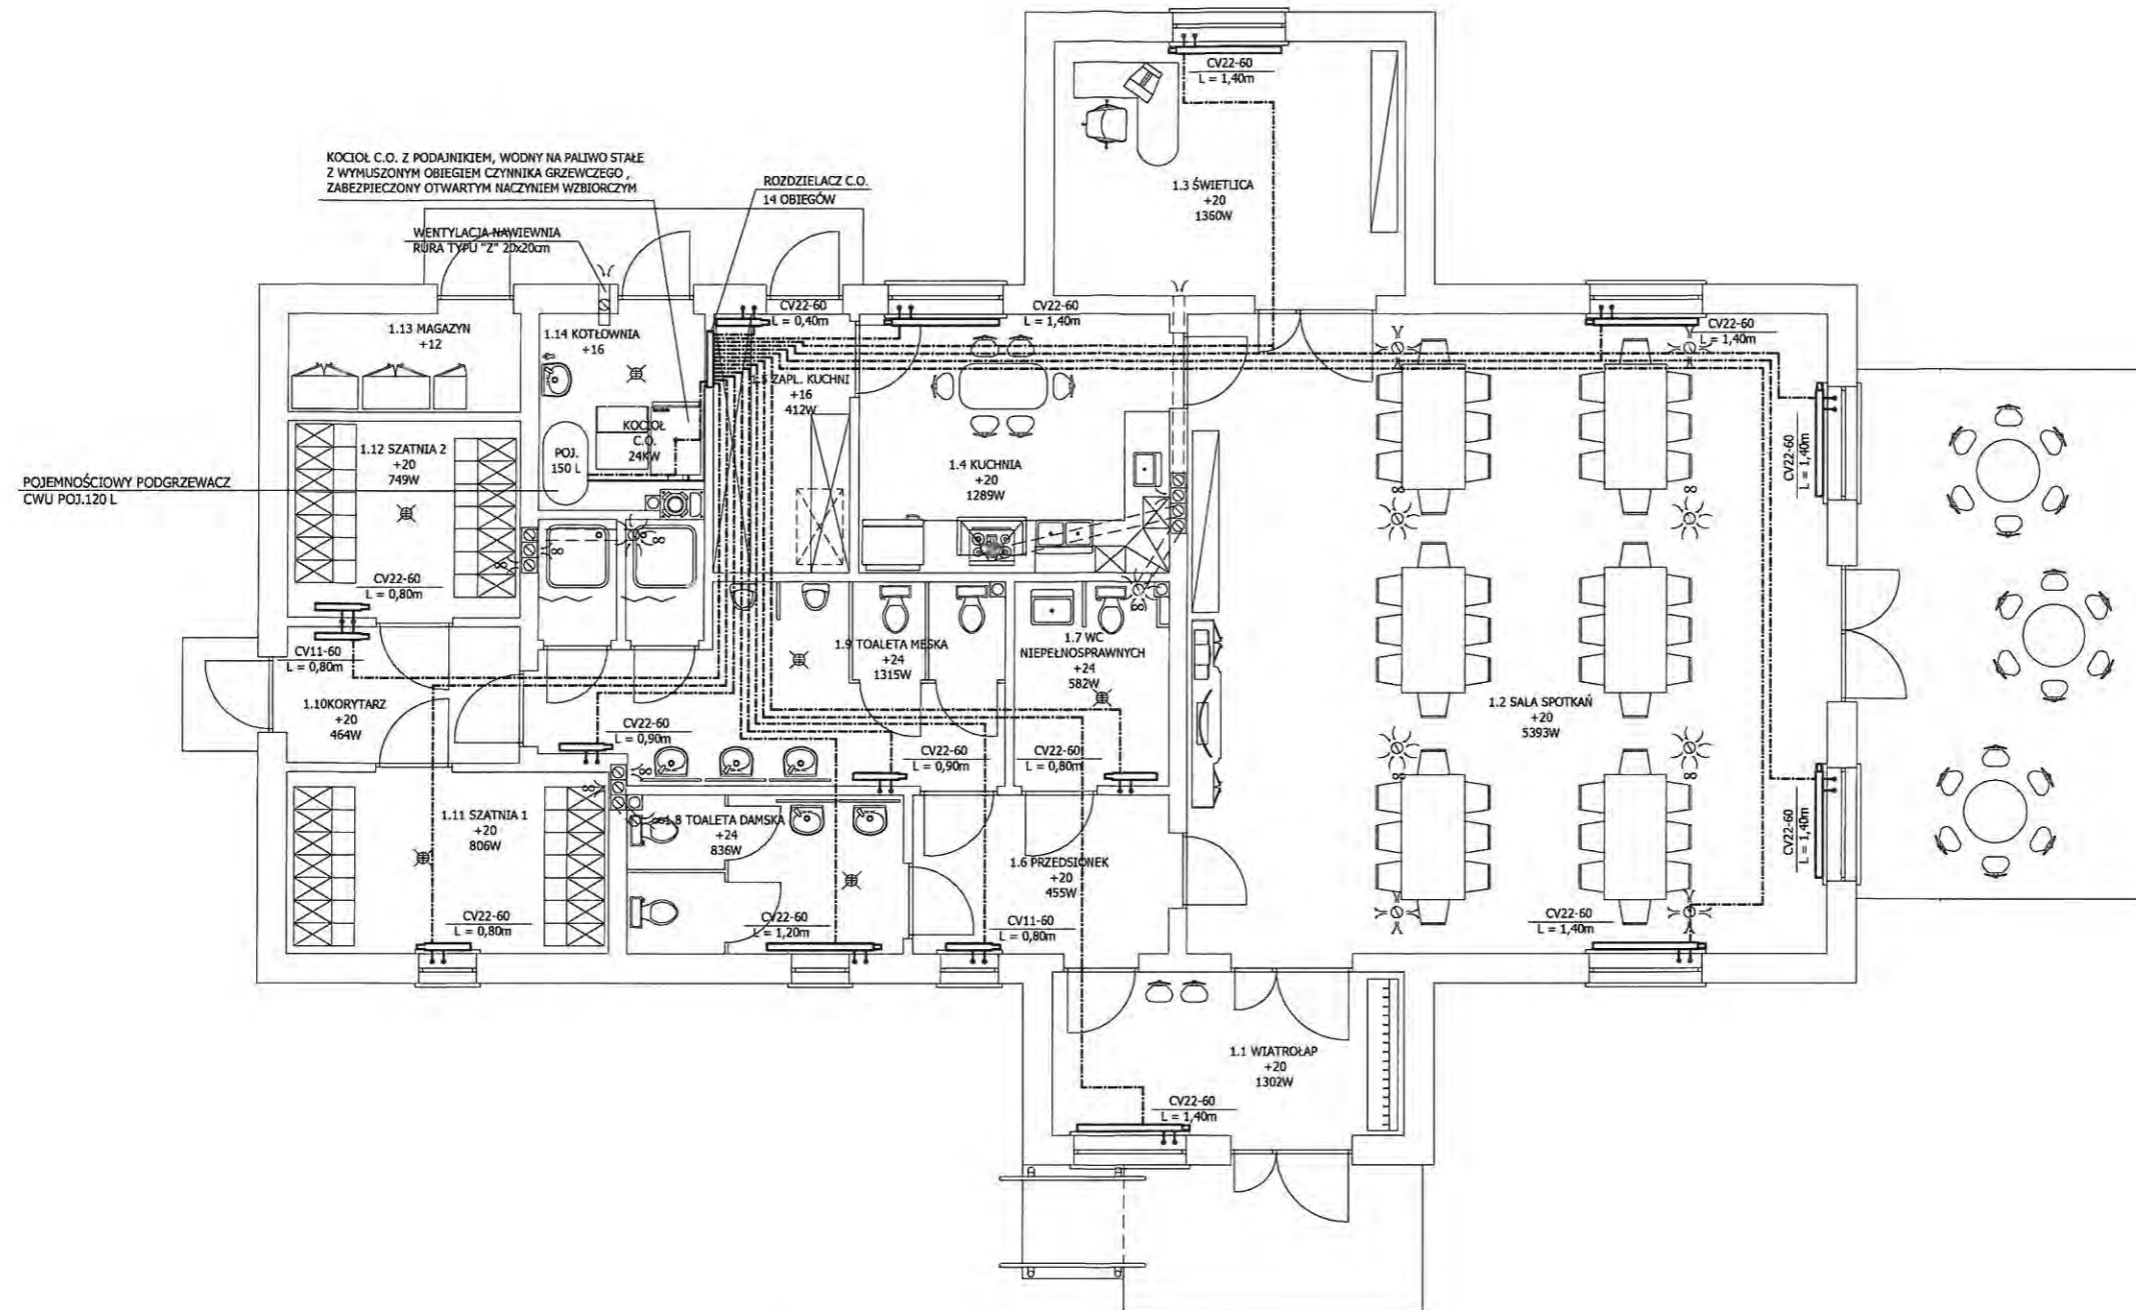 CV22-60
L = 1,40m
KOCIOŁ C.O. Z PODAJNIKIEM, WODNY NA PALIWO STAŁE
Z WYMUSZONYM OBIEGIEM CZYNNIKA GRZEWCZEGO ,
ZABEZPIECZONY OTWARTYM NACZYNIEM WZBIORCZYM
ROZDZIELACZ C.O.
14 OBIEGÓW
1.3 ŚWIETLICA
+20
1360W
WENTYLACJA NAWIEWNIA
RURA TYPU "Z" 20x20cm
CV22-60
L = 0,40m
CV22-60
L = 1,40m
CV22-60
L = 1,40m
1.13 MAGAZYN
+12
1.14 KOTŁOWNIA
+16
1.5 ZAPL. KUCHNI
+16
412W
KOCIOŁ
C.O.
24KW
POJ.
150 L
1.12 SZATNIA 2
+20
749W
1.4 KUCHNIA
+20
1289W
CV22-60
L = 1,40m
POJEMNOŚCIOWY PODGRZEWACZ
CWU POJ.120 L
CV22-60
L = 0,80m
CV11-60
L = 0,80m
1.9 TOALETA MĘSKA
+24
1315W
1.7 WC
NIEPEŁNOSPRAWNYCH
+24
582W
1.10KORYTARZ
+20
464W
1.2 SALA SPOTKAŃ
+20
5393W
CV22-60
L = 0,90m
CV22-60
L = 0,90m
CV22-60
L = 0,80m
1.11 SZATNIA 1
+20
806W
1.8 TOALETA DAMSKA
+24
836W
CV22-60
L = 1,40m
1.6 PRZEDSIONEK
+20
455W
CV22-60
L = 0,80m
CV22-60
L = 1,20m
CV11-60
L = 0,80m
CV22-60
L = 1,40m
1.1 WIATROŁAP
+20
1302W
CV22-60
L = 1,40m